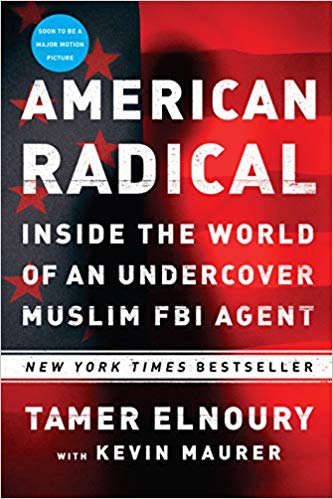 SOON TO BE A
MAJOR MOTION
PICTURE
AMERICAN
RADICAL
INSIDE THE WORLD
OF AN UNDERCOVER
MUSLIM FBI AGENT
NEW YORK TIMES BESTSELLER
TAMER ELNOURY
WITH KEVIN MAURER